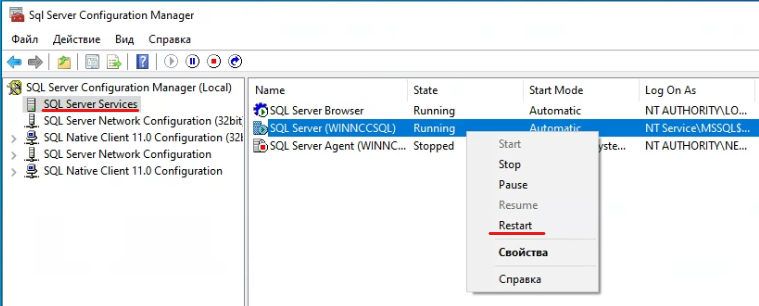 Sql Server Configuration Manager
Файл Действие Вид Справка
SQL Server Configuration Manager (Local)
SQL Server Services
SQL Server Network Configuration (32bit
SQL Native Client 11.0 Configuration (32l
SQL Server Network Configuration
SQL Native Client 11.0 Configuration
Name State Start Mode Log On As
SQL Server Browser Running Automatic NT AUTHORITY\LO...
SQL Server (WINNCCSQL) Running Automatic NT Service\MSSQL$...
SQL Server Agent (WINNC... Stopped yste... NT AUTHORITY\NE...
Start
Stop
Pause
Resume
Restart
Свойства
Справка